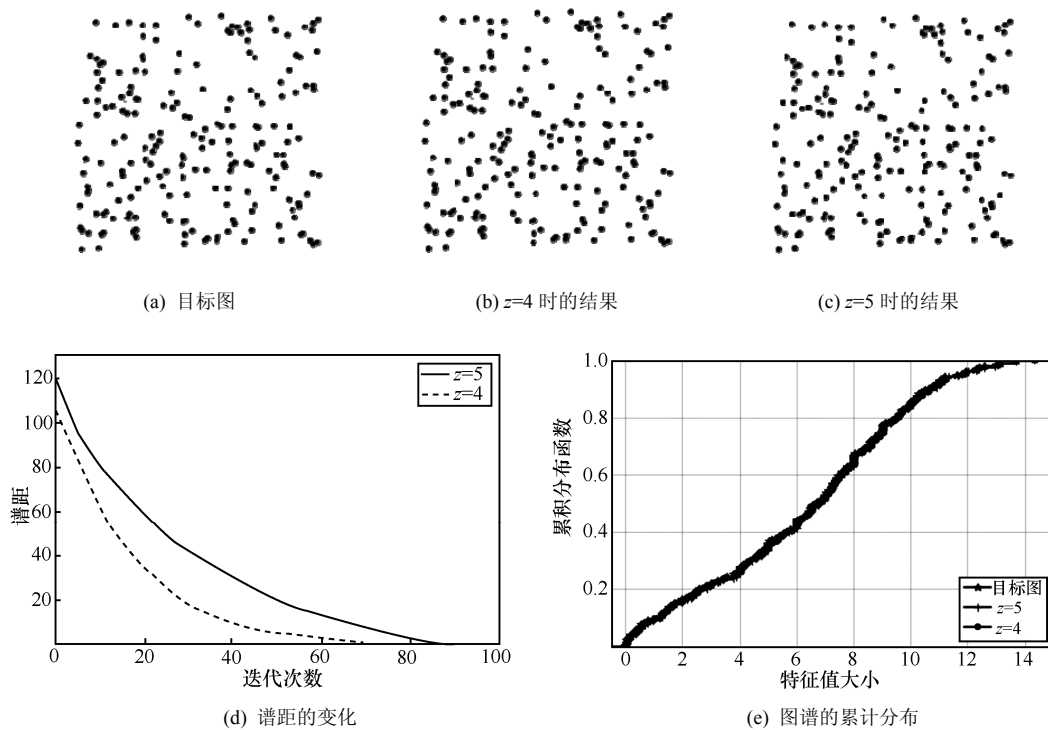 (a) 目标图
(b) z=4 时的结果
(c) z=5 时的结果
120
100
80
60
40
20
0
20
40
60
80
100
谱距
迭代次数
z=5
z=4
(d) 谱距的变化
1.0
0.8
0.6
0.4
0.2
0
2
4
6
8
10
12
14
累积分布函数
特征值大小
目标图
z=5
z=4
(e) 图谱的累计分布